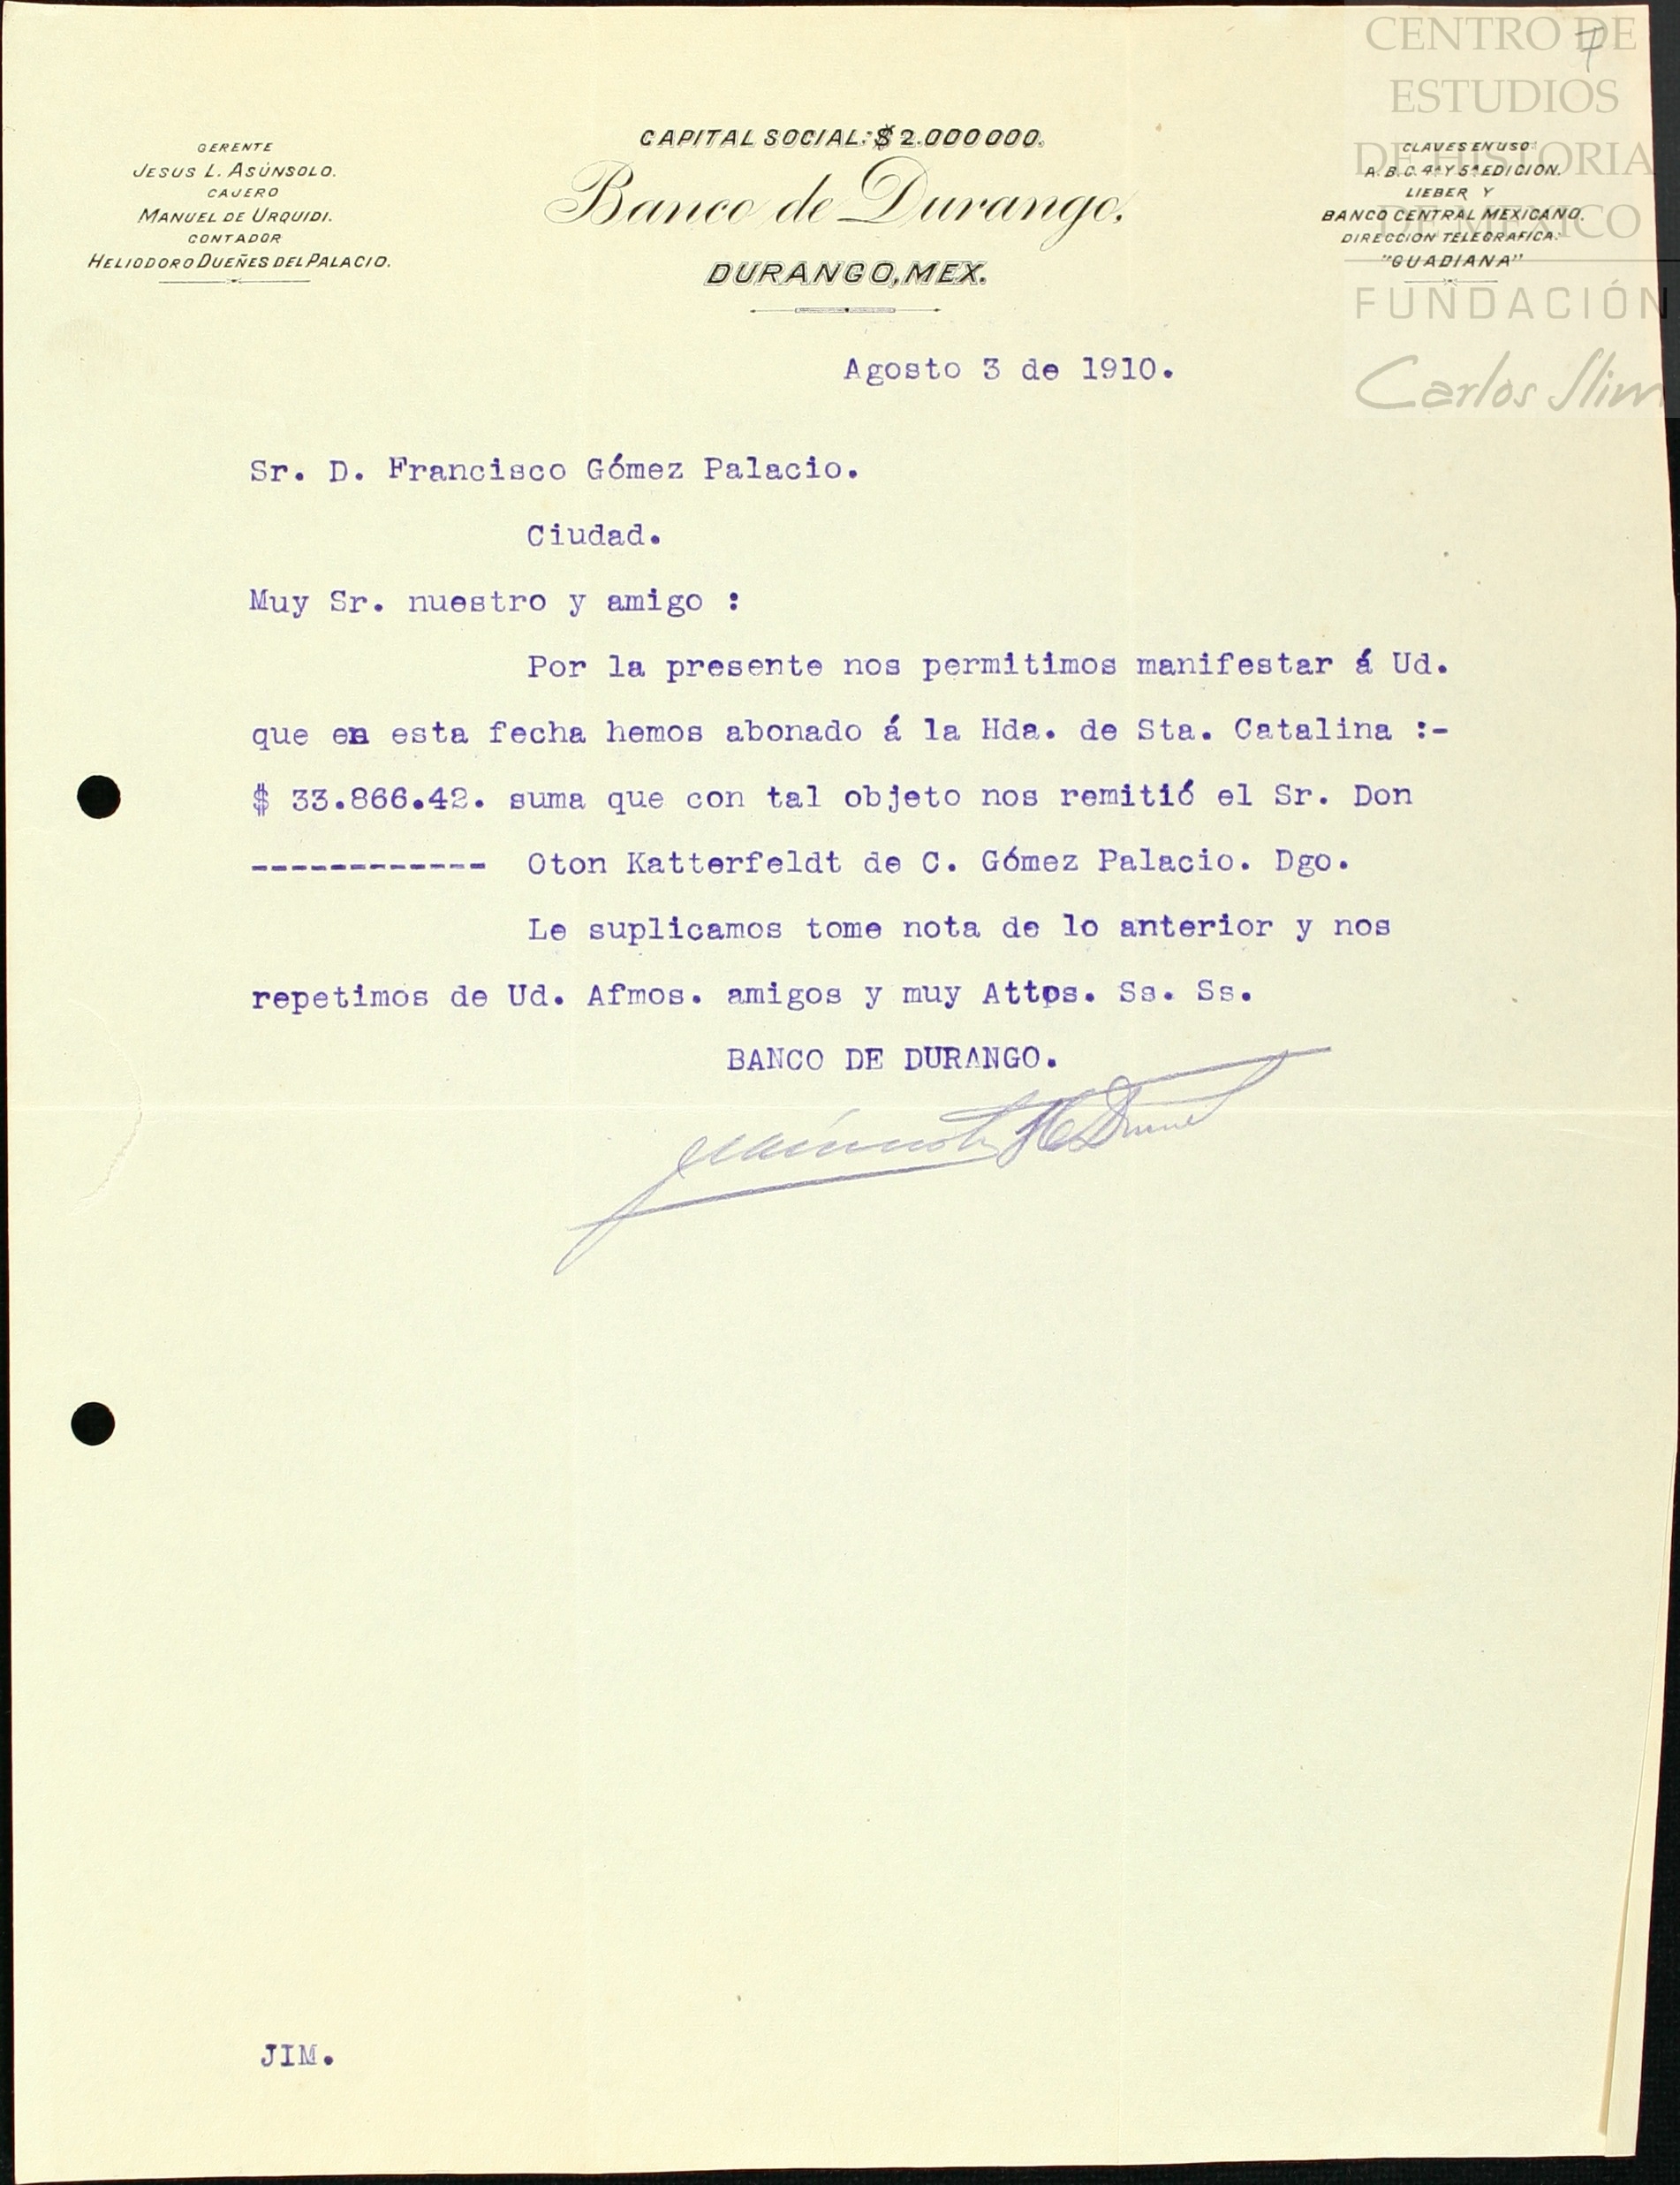 CENTRO DE
ESTUDIOS
DE HISTORIA
DE MÉXICO
FUNDACIÓN
Carlos Slim
7
GERENTE
JESUS L. ASÚNSOLO.
CAJERO
MANUEL DE URQUIDI.
CONTADOR
HELIODORO DUEÑES DEL PALACIO.
CAPITAL SOCIAL: $2.000000.
Banco de Durango.
DURANGO, MEX.
CLAVES EN USO:
A.B.C. 4ª Y 5ª EDICION.
LIEBER Y
BANCO CENTRAL MEXICANO.
DIRECCION TELEGRAFICA:
"GUADIANA"
Agosto 3 de 1910.
Sr. D. Francisco Gómez Palacio.
Ciudad.
Muy Sr. nuestro y amigo :
Por la presente nos permitimos manifestar á Ud.
que en esta fecha hemos abonado á la Hda. de Sta. Catalina :-
$ 33.866.42. suma que con tal objeto nos remitió el Sr. Don
------------ Oton Katterfeldt de C. Gómez Palacio. Dgo.
Le suplicamos tome nota de lo anterior y nos
repetimos de Ud. Afmos. amigos y muy Attos. Ss. Ss.
BANCO DE DURANGO.
JIM.